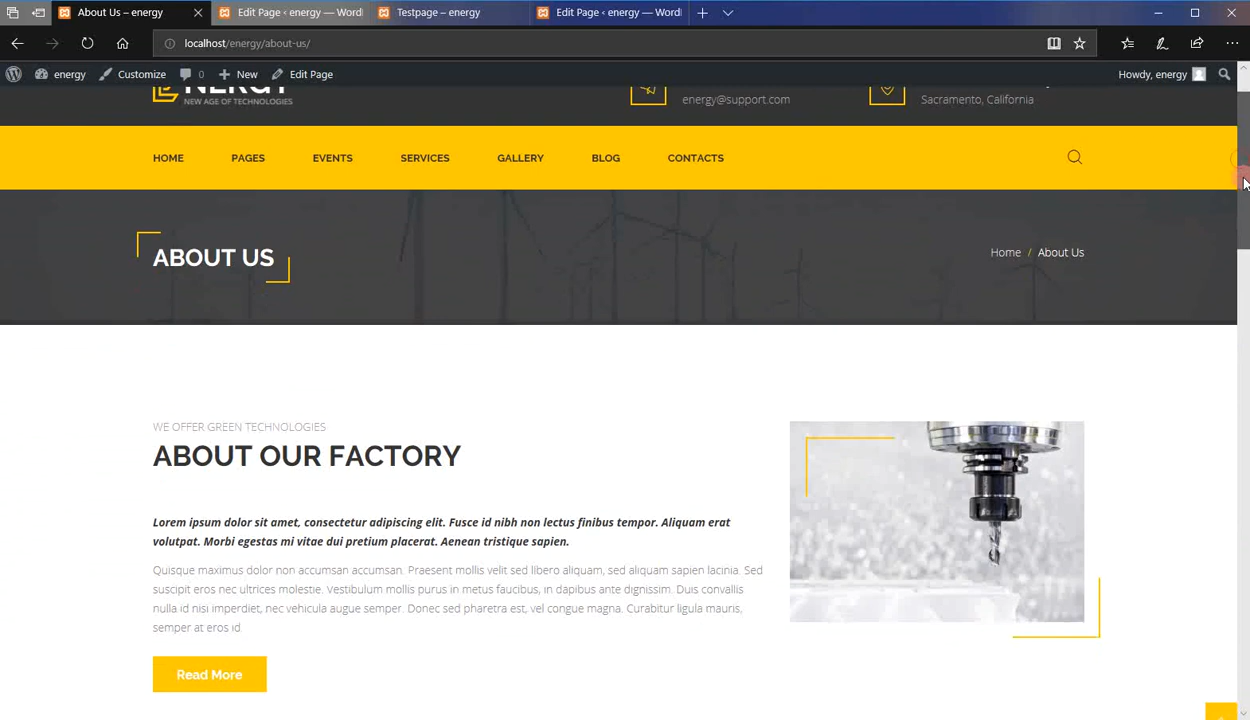 About Us – energy
Edit Page ‹ energy — WordI
Testpage – energy
Edit Page ‹ energy — WordI
localhost/energy/about-us/
energy
Customize
0
New
Edit Page
Howdy, energy
NEW AGE OF TECHNOLOGIES
energy@support.com
Sacramento, California
HOME
PAGES
EVENTS
SERVICES
GALLERY
BLOG
CONTACTS
ABOUT US
Home / About Us
WE OFFER GREEN TECHNOLOGIES
ABOUT OUR FACTORY
Lorem ipsum dolor sit amet, consectetur adipiscing elit. Fusce id nibh non lectus finibus tempor. Aliquam erat
volutpat. Morbi egestas mi vitae dui pretium placerat. Aenean tristique sapien.
Quisque maximus dolor non accumsan accumsan. Praesent mollis velit sed libero aliquam, sed aliquam sapien lacinia. Sed
suscipit eros nec ultrices molestie. Vestibulum mollis purus in metus faucibus, in dapibus ante dignissim. Duis convallis
nulla id nisi imperdiet, nec vehicula augue semper. Donec sed pharetra est, vel congue magna. Curabitur ligula mauris,
semper at eros id.
Read More